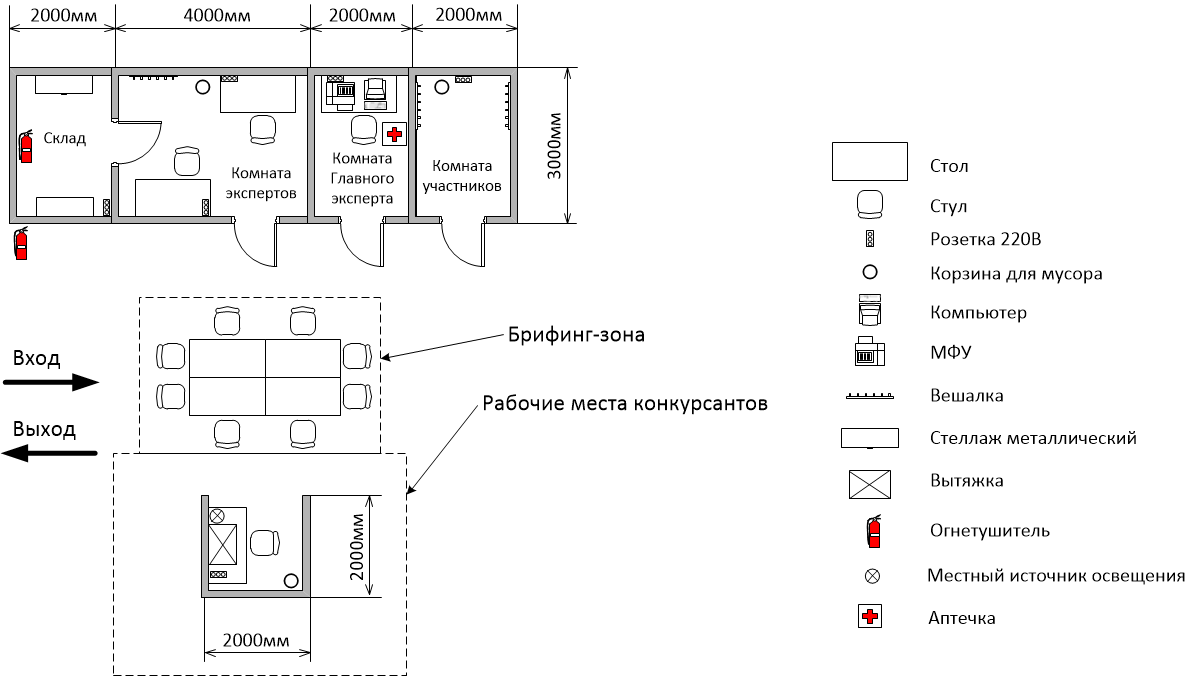 2000мм
4000мм
2000мм
2000мм
Склад
Комната
экспертов
Комната
Главного
эксперта
Комната
участников
3000мм
Вход
Выход
Брифинг-зона
Рабочие места конкурсантов
2000мм
2000мм
Стол
Стул
Розетка 220В
Корзина для мусора
Компьютер
МФУ
Вешалка
Стеллаж металлический
Вытяжка
Огнетушитель
Местный источник освещения
Аптечка